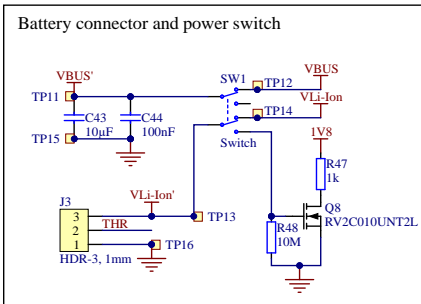 Battery connector and power switch
VBUS'
SW1
VBUS
TP11
TP12
VLi-Ion
C43
C44
TP14
10µF
100nF
TP15
Switch
1V8
R47
1k
VLi-Ion'
J3
Q8
3
THR
TP13
R48
RV2C010UNT2L
2
10M
1
TP16
HDR-3, 1mm